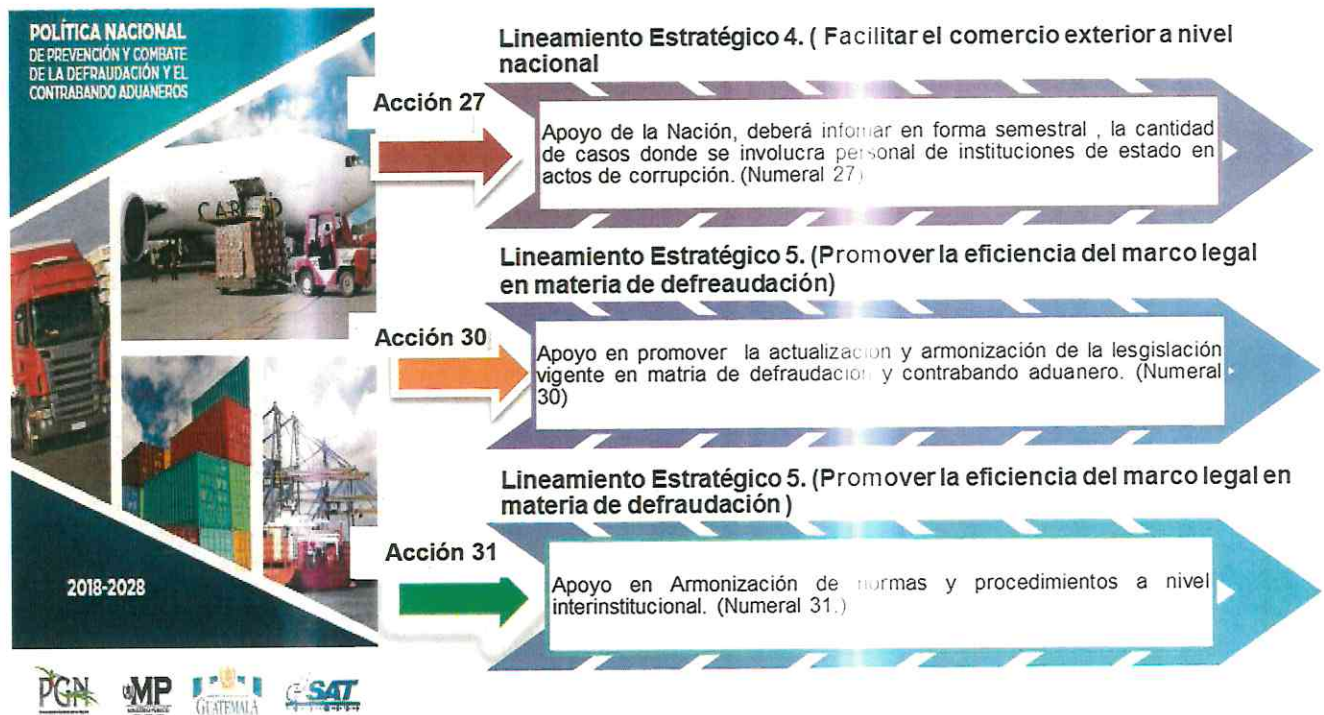 POLÍTICA NACIONAL
DE PREVENCIÓN Y COMBATE
DE LA DEFRAUDACIÓN Y EL
CONTRABANDO ADUANEROS
CARGO
2018-2028
PGN
MP
GUATEMALA
SAT
Lineamiento Estratégico 4. ( Facilitar el comercio exterior a nivel
nacional
Acción 27
Apoyo de la Nación, deberá infomar en forma semestral , la cantidad
de casos donde se involucra personal de instituciones de estado en
actos de corrupción. (Numeral 27)
Lineamiento Estratégico 5. (Promover la eficiencia del marco legal
en materia de defreaudación)
Acción 30
Apoyo en promover la actualización y armonización de la lesgislación
vigente en matria de defraudación y contrabando aduanero. (Numeral
30)
Lineamiento Estratégico 5. (Promover la eficiencia del marco legal en
materia de defraudación )
Acción 31
Apoyo en Armonización de normas y procedimientos a nivel
interinstitucional. (Numeral 31.)